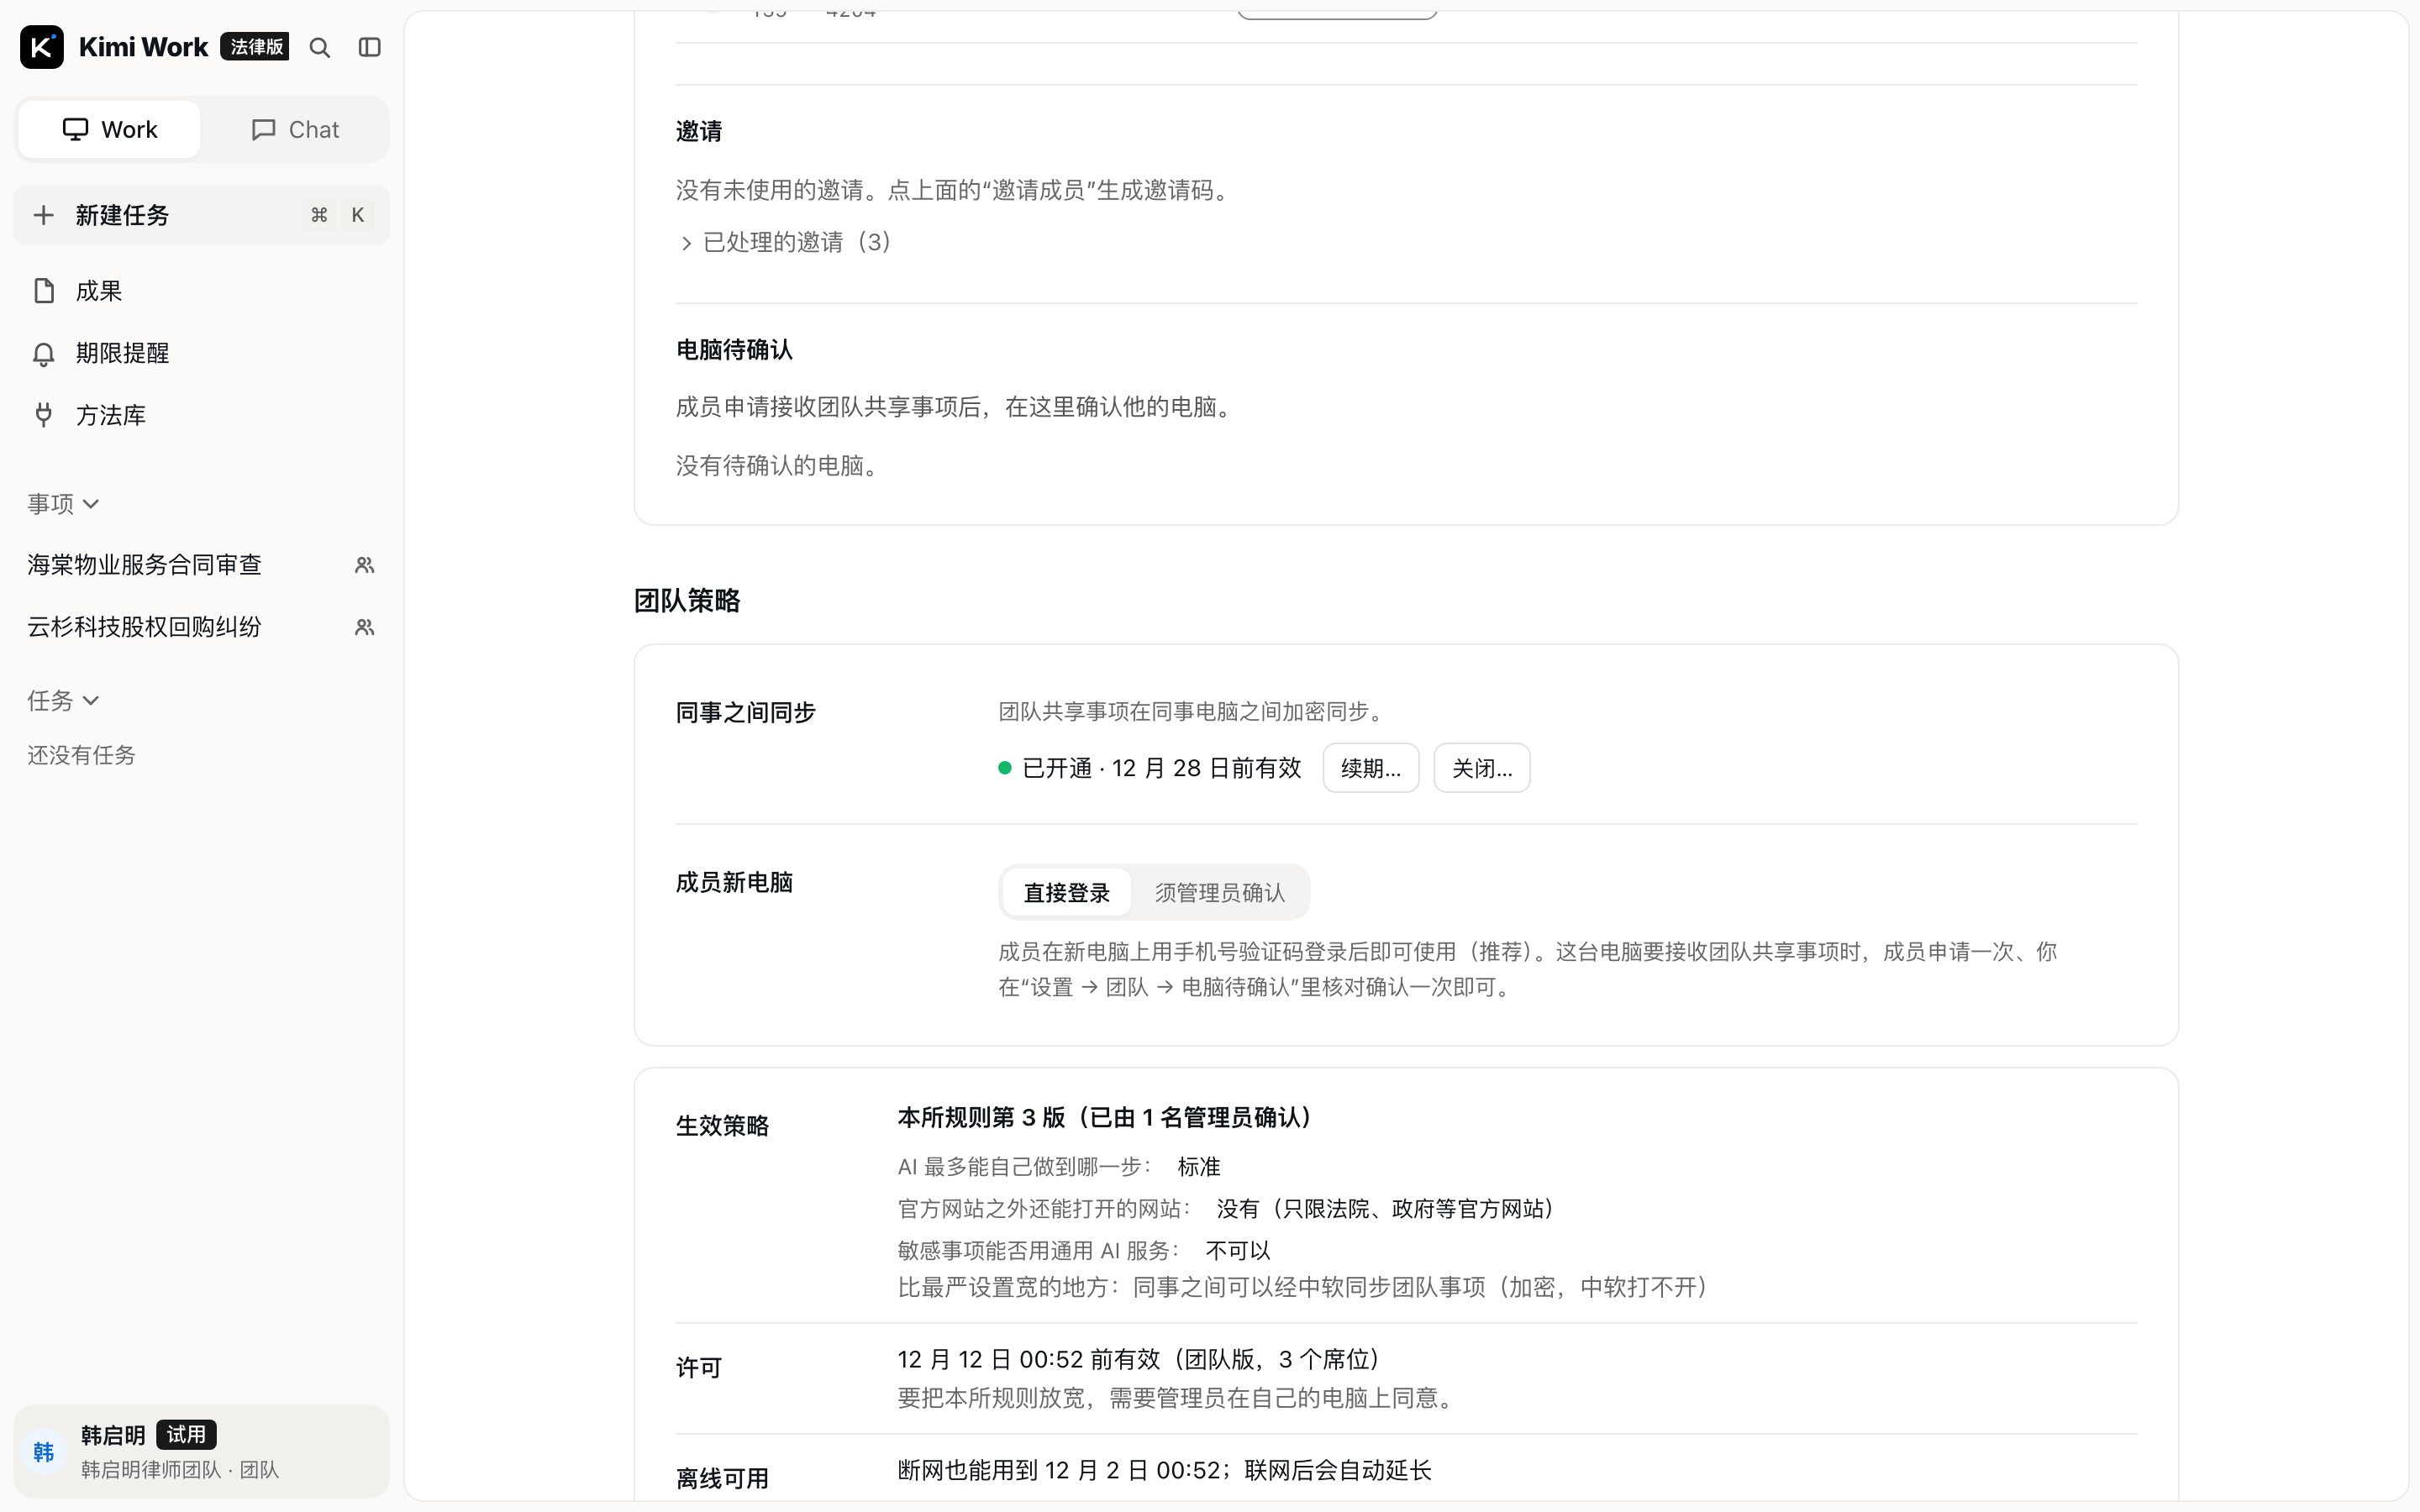 Kimi Work 法律版
Work
Chat
新建任务 ⌘ K
成果
期限提醒
方法库
事项
海棠物业服务合同审查
云杉科技股权回购纠纷
任务
还没有任务
韩 韩启明 试用
韩启明律师团队 · 团队
邀请
没有未使用的邀请。点上面的“邀请成员”生成邀请码。
已处理的邀请（3）
电脑待确认
成员申请接收团队共享事项后，在这里确认他的电脑。
没有待确认的电脑。
团队策略
同事之间同步
团队共享事项在同事电脑之间加密同步。
已开通 · 12 月 28 日前有效 续期... 关闭...
成员新电脑
直接登录 须管理员确认
成员在新电脑上用手机号验证码登录后即可使用（推荐）。这台电脑要接收团队共享事项时，成员申请一次、你
在“设置 → 团队 → 电脑待确认”里核对确认一次即可。
生效策略
本所规则第 3 版（已由 1 名管理员确认）
AI 最多能自己做到哪一步： 标准
官方网站之外还能打开的网站： 没有（只限法院、政府等官方网站）
敏感事项能否用通用 AI 服务： 不可以
比最严设置宽的地方：同事之间可以经中软同步团队事项（加密，中软打不开）
许可
12 月 12 日 00:52 前有效（团队版，3 个席位）
要把本所规则放宽，需要管理员在自己的电脑上同意。
离线可用
断网也能用到 12 月 2 日 00:52；联网后会自动延长